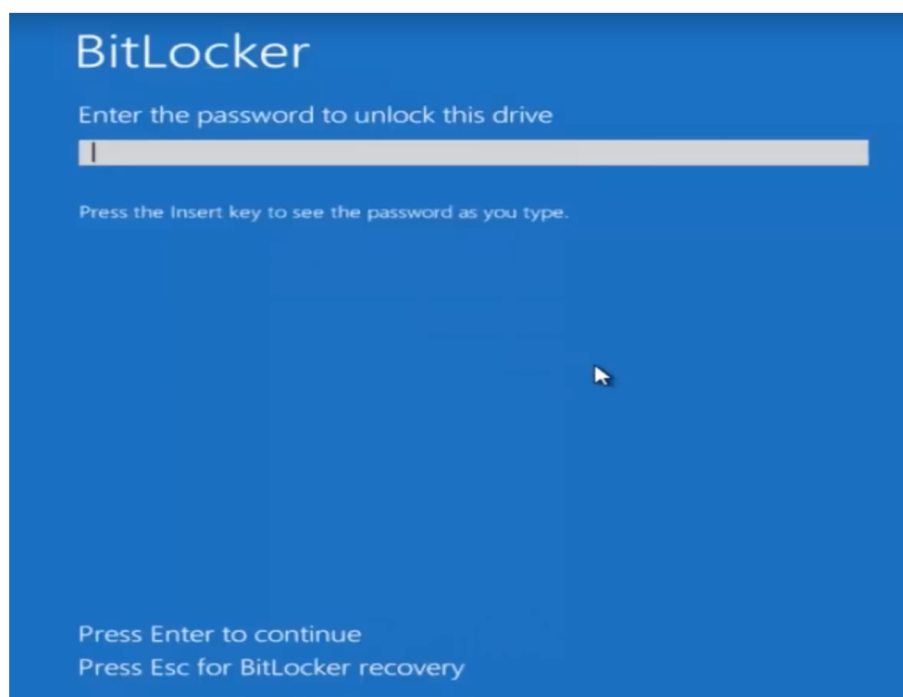 BitLocker
Enter the password to unlock this drive
Press the Insert key to see the password as you type.
Press Enter to continue
Press Esc for BitLocker recovery